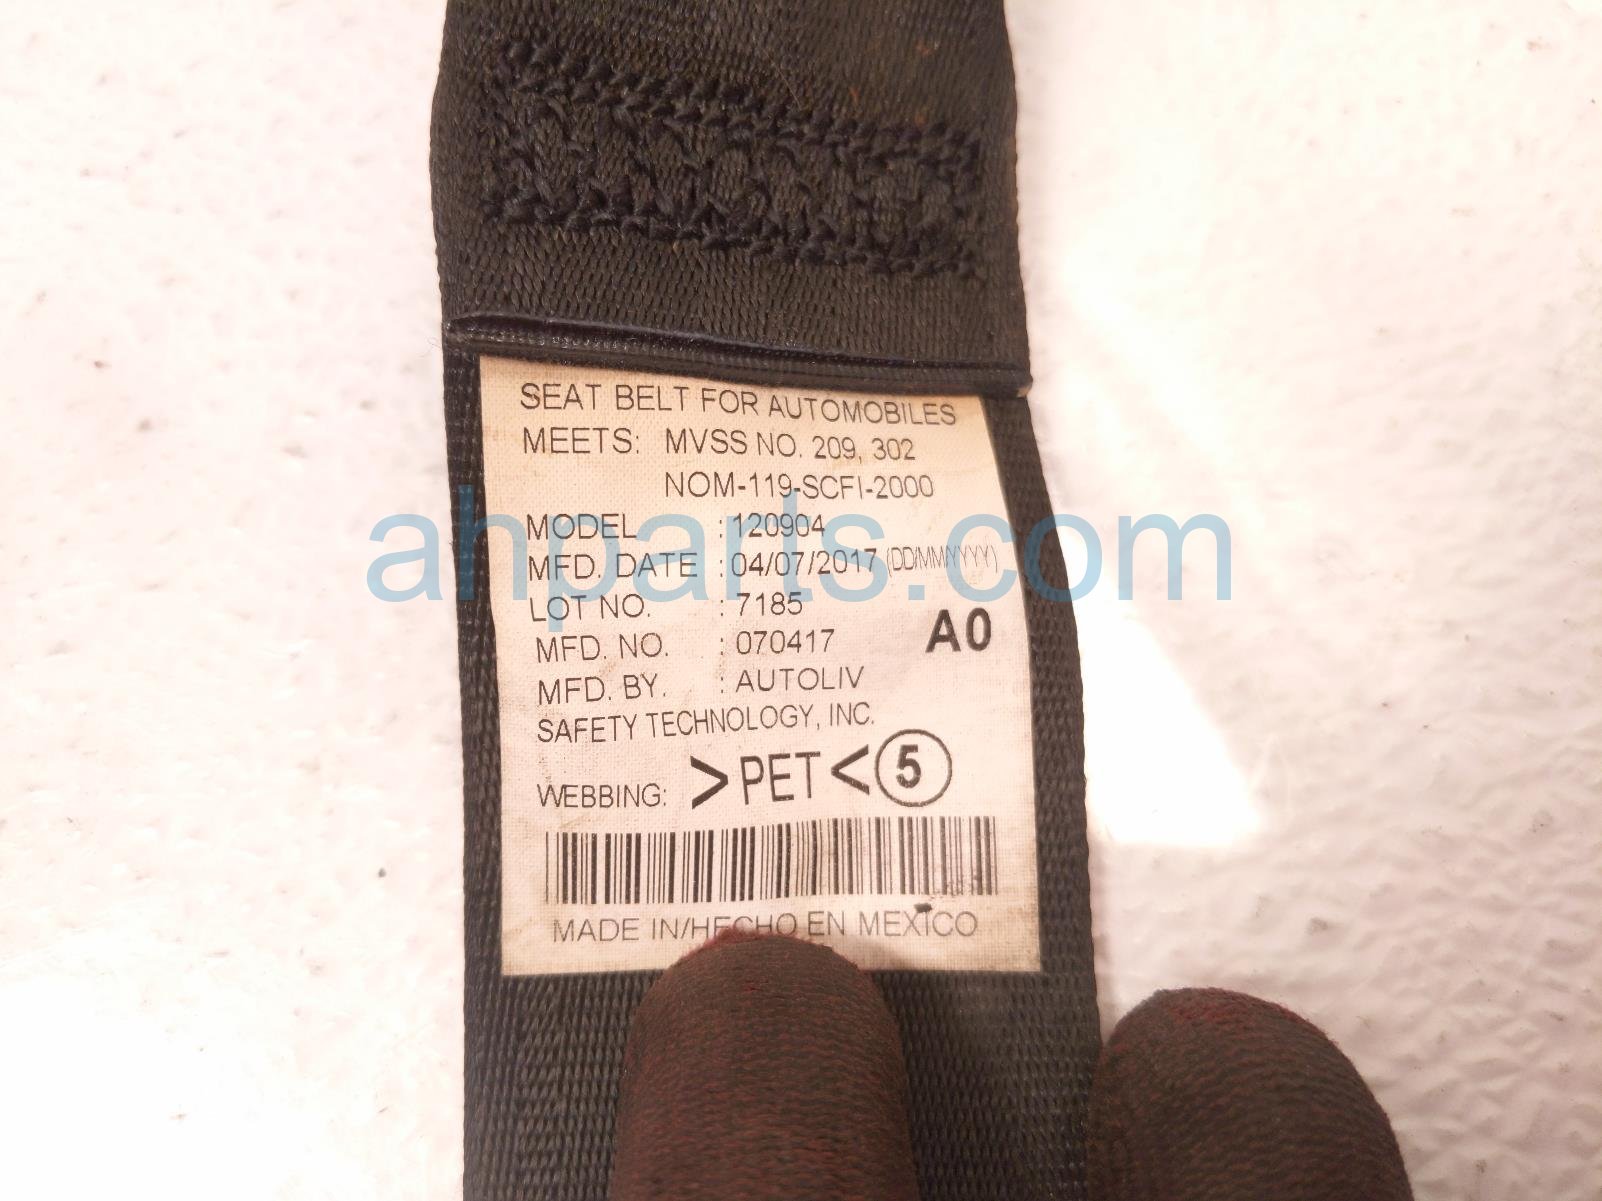 SEAT BELT FOR AUTOMOBILES
MEETS: MVSS NO. 209, 302
NOM-119-SCFI-2000
MODEL : 120904
MFD. DATE : 04/07/2017 (DD/MM/YYYY)
LOT NO. : 7185
MFD. NO. : 070417
A0
MFD. BY. : AUTOLIV
SAFETY TECHNOLOGY, INC.
WEBBING: >PET< 5
MADE IN/HECHO EN MEXICO
ahparts.com